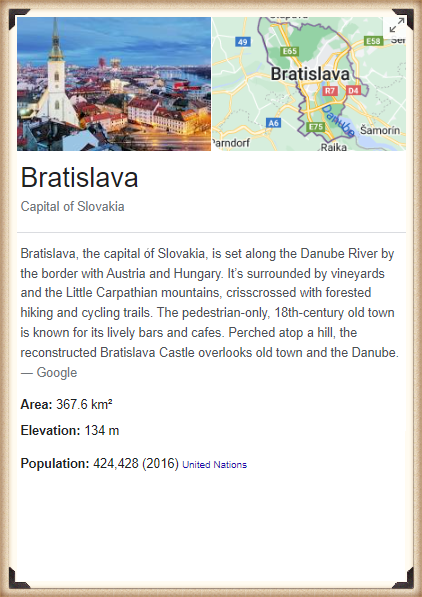 49
E65
E58
Bratislava
R7
D4
Danube
A6
E75
Šamorín
Rajka
Bratislava
Capital of Slovakia
Bratislava, the capital of Slovakia, is set along the Danube River by
the border with Austria and Hungary. It's surrounded by vineyards
and the Little Carpathian mountains, crisscrossed with forested
hiking and cycling trails. The pedestrian-only, 18th-century old town
is known for its lively bars and cafes. Perched atop a hill, the
reconstructed Bratislava Castle overlooks old town and the Danube.
— Google
Area: 367.6 km²
Elevation: 134 m
Population: 424,428 (2016) United Nations